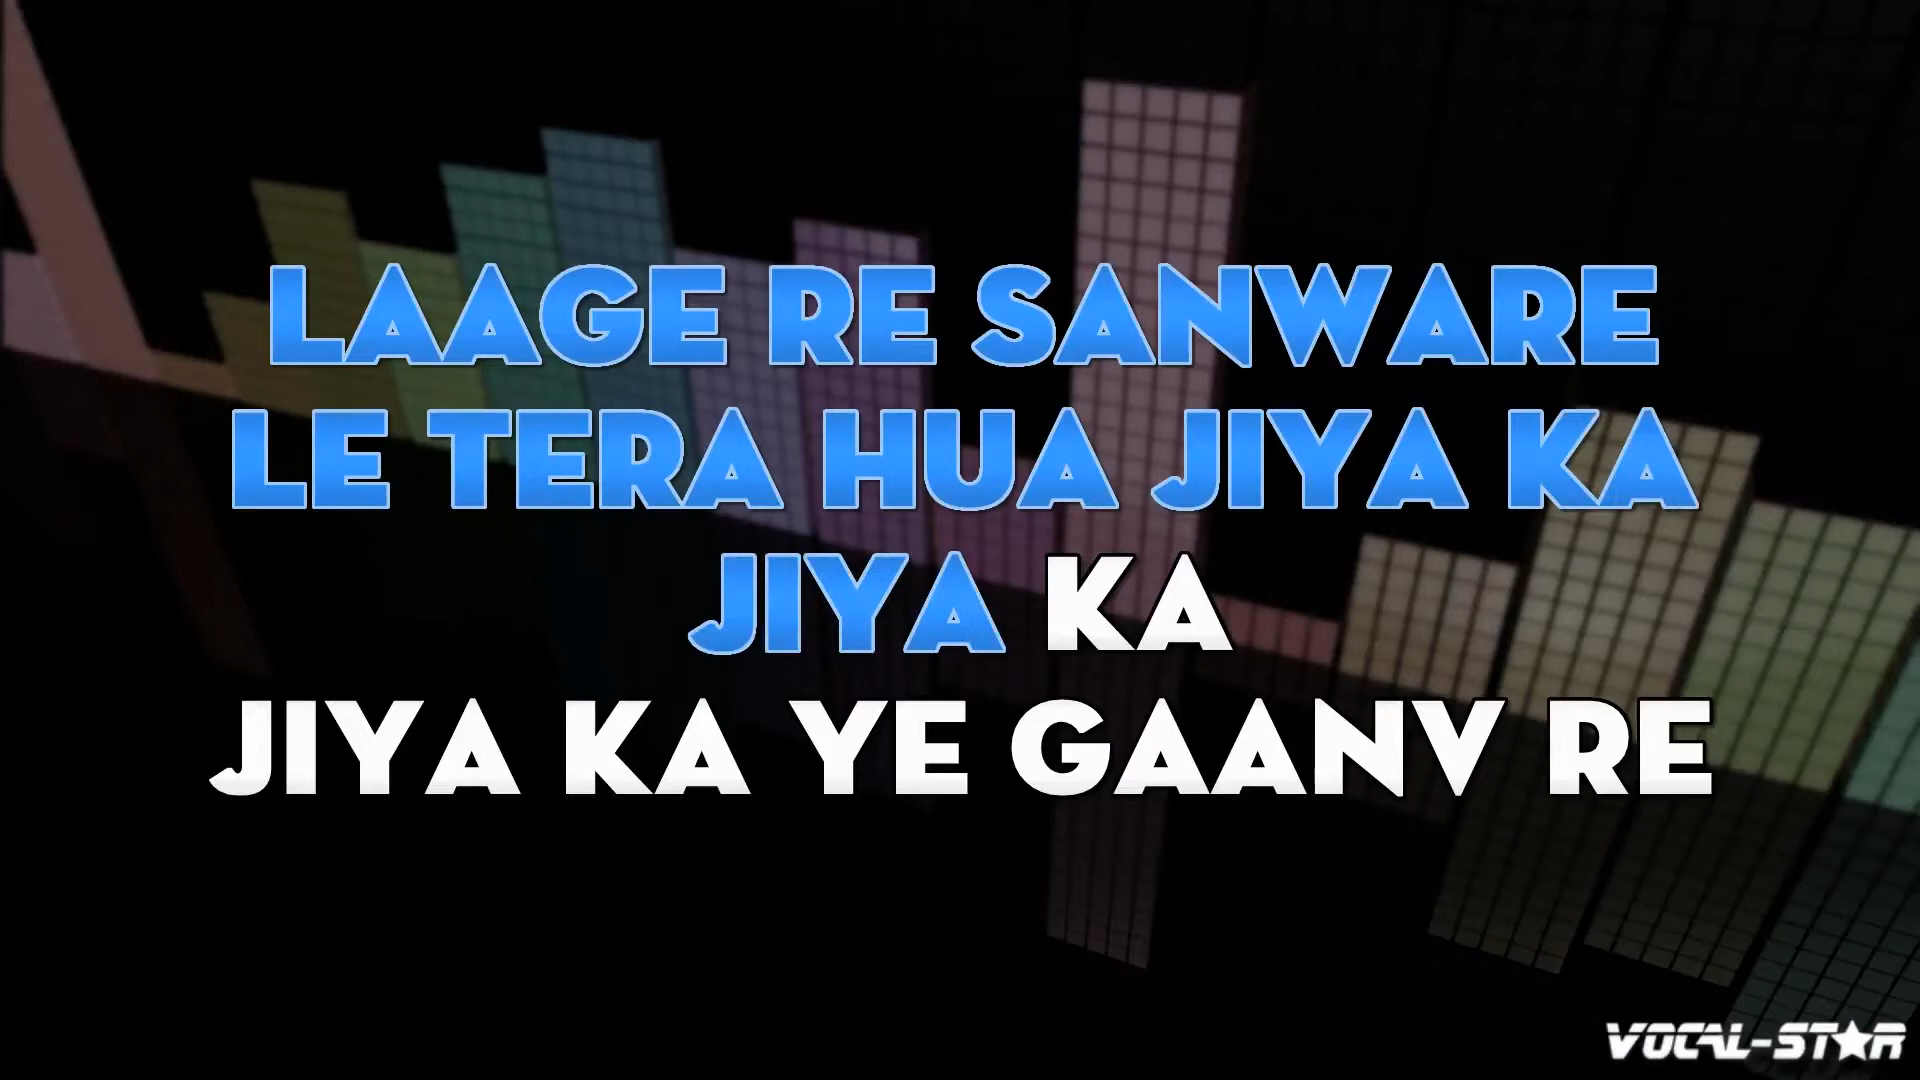 LAAGE RE SANWARE
LE TERA HUA JIYA KA
JIYA KA
JIYA KA YE GAANV RE
VOCAL-STAR